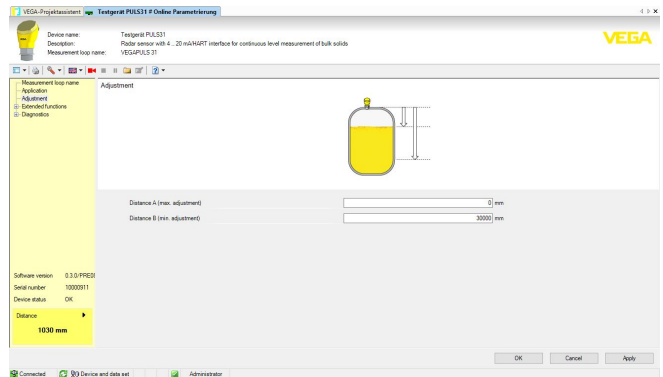 VEGA-Projektassistent
Testgerät PULS31 # Online Parametrierung
Device name: Testgerät PULS31
Description: Radar sensor with 4 ... 20 mA/HART interface for continuous level measurement of bulk solids
Measurement loop name: VEGAPULS 31
VEGA
Measurement loop name
Application
Adjustment
Extended functions
Diagnostics
Adjustment
Distance A (max. adjustment) 0 mm
Distance B (min. adjustment) 30000 mm
Software version 0.3.0/PRE0
Serial number 10000911
Device status OK
Distance
1030 mm
OK Cancel Apply
Connected Device and data set Administrator